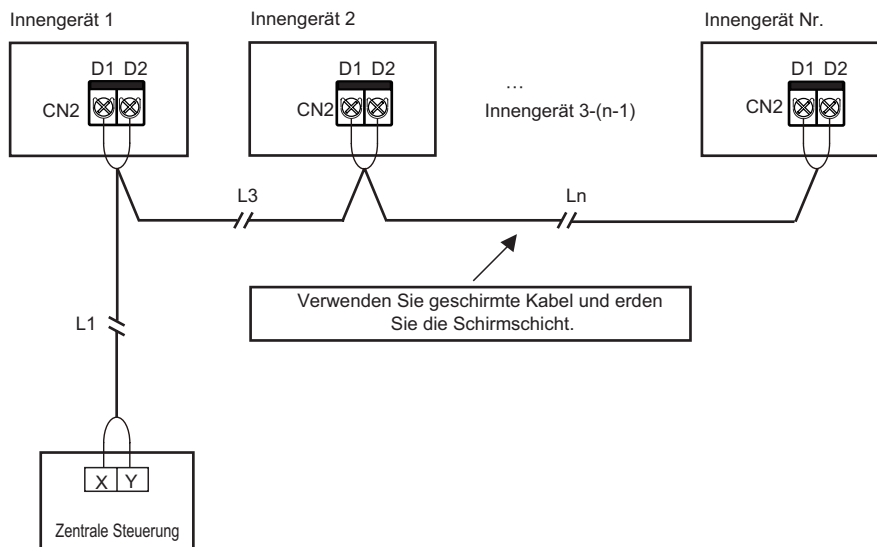 Innengerät 1
Innengerät 2
Innengerät Nr.
D1 D2
D1 D2
D1 D2
CN2
CN2
CN2
...
Innengerät 3-(n-1)
L3
Ln
Verwenden Sie geschirmte Kabel und erden
Sie die Schirmschicht.
L1
X Y
Zentrale Steuerung